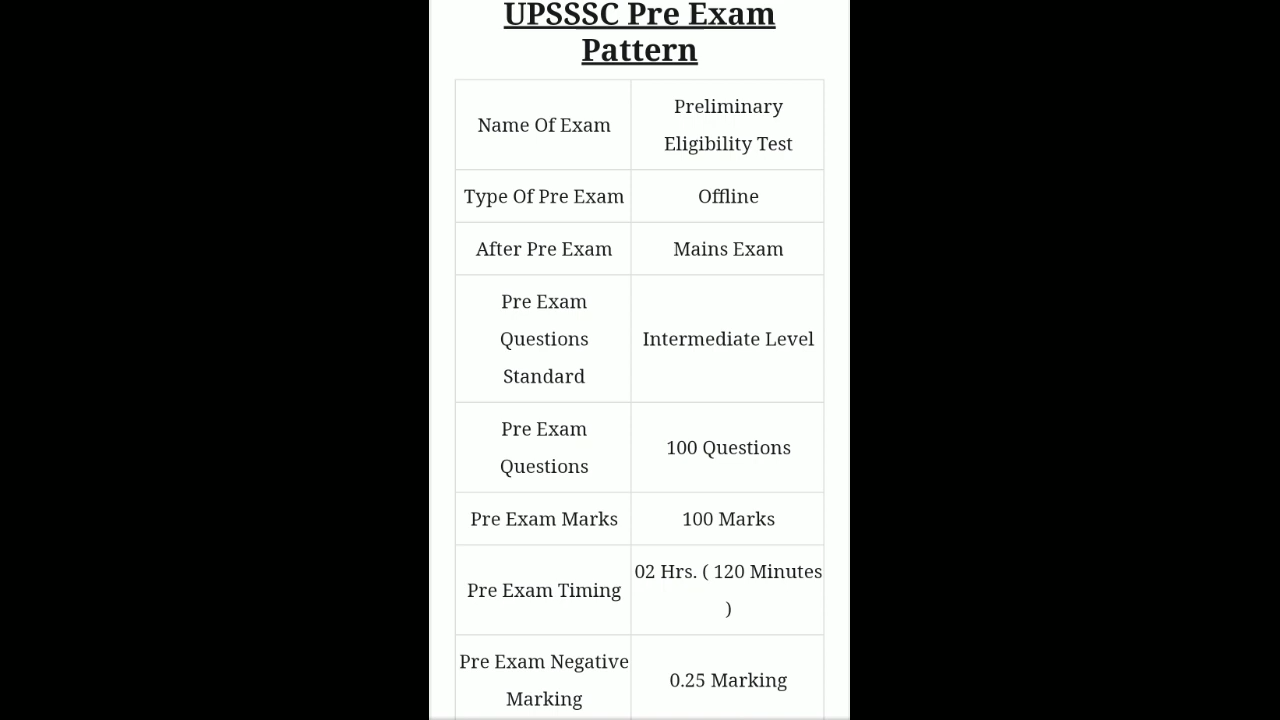 UPSSSC Pre Exam
Pattern
Name Of Exam
Preliminary
Eligibility Test
Type Of Pre Exam
Offline
After Pre Exam
Mains Exam
Pre Exam
Questions
Standard
Intermediate Level
Pre Exam
Questions
100 Questions
Pre Exam Marks
100 Marks
Pre Exam Timing
02 Hrs. ( 120 Minutes
)
Pre Exam Negative
Marking
0.25 Marking